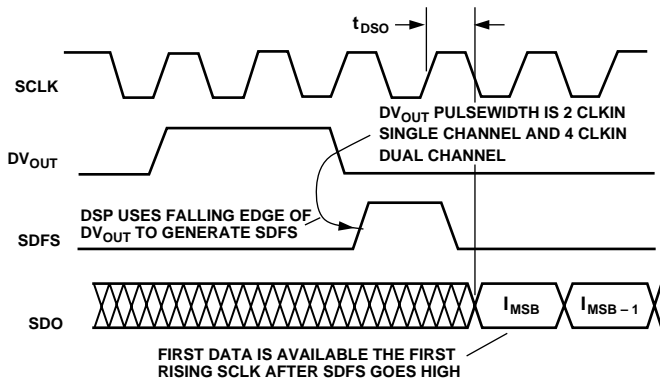 tDSO
SCLK
DVOUT PULSEWIDTH IS 2 CLKIN
SINGLE CHANNEL AND 4 CLKIN
DUAL CHANNEL
DVOUT
DSP USES FALLING EDGE OF
DVOUT TO GENERATE SDFS
SDFS
SDO
IMSB
IMSB – 1
FIRST DATA IS AVAILABLE THE FIRST
RISING SCLK AFTER SDFS GOES HIGH